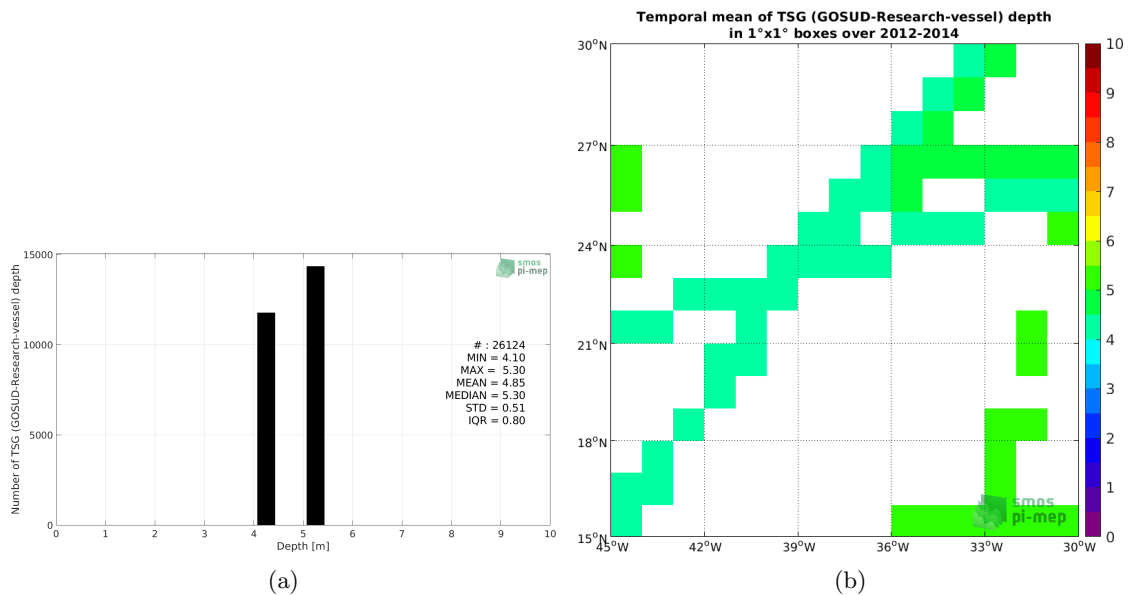 15000
10000
5000
0
Number of TSG (GOSUD-Research-vessel) depth
smos
pi-mep
# : 26124
MIN = 4.10
MAX = 5.30
MEAN = 4.85
MEDIAN = 5.30
STD = 0.51
IQR = 0.80
0 1 2 3 4 5 6 7 8 9 10
Depth [m]
(a)
Temporal mean of TSG (GOSUD-Research-vessel) depth
in 1°x1° boxes over 2012-2014
30°N
27°N
24°N
21°N
18°N
15°N
45°W 42°W 39°W 36°W 33°W 30°W
smos
pi-mep
10
9
8
7
6
5
4
3
2
1
0
(b)